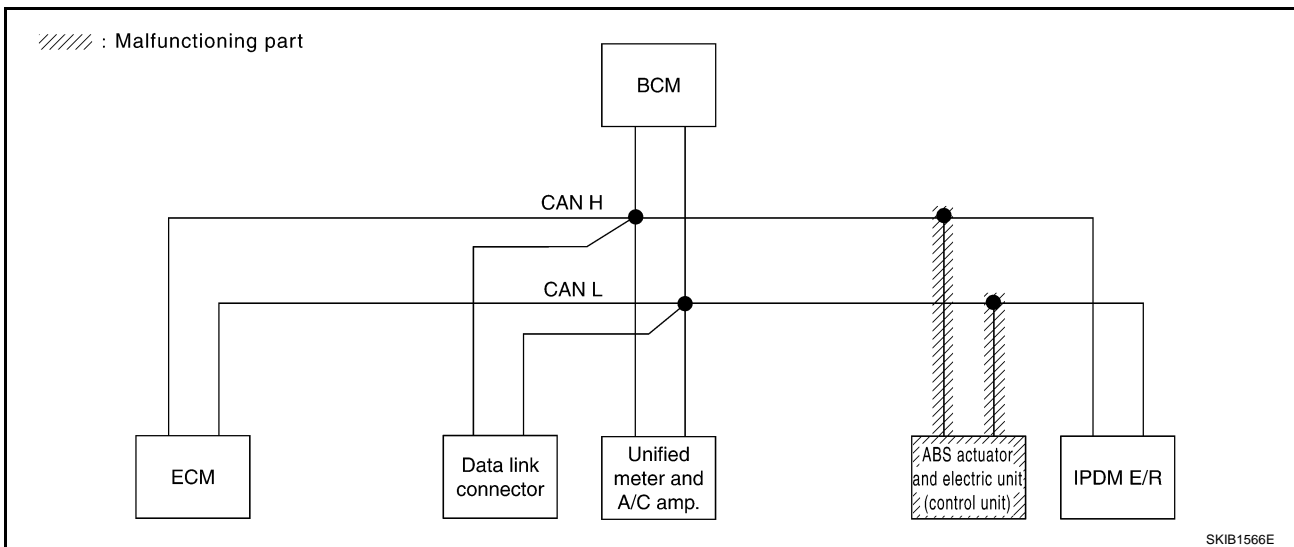 : Malfunctioning part
BCM
CAN H
CAN L
ECM
Data link
connector
Unified
meter and
A/C amp.
ABS actuator
and electric unit
(control unit)
IPDM E/R
SKIB1566E